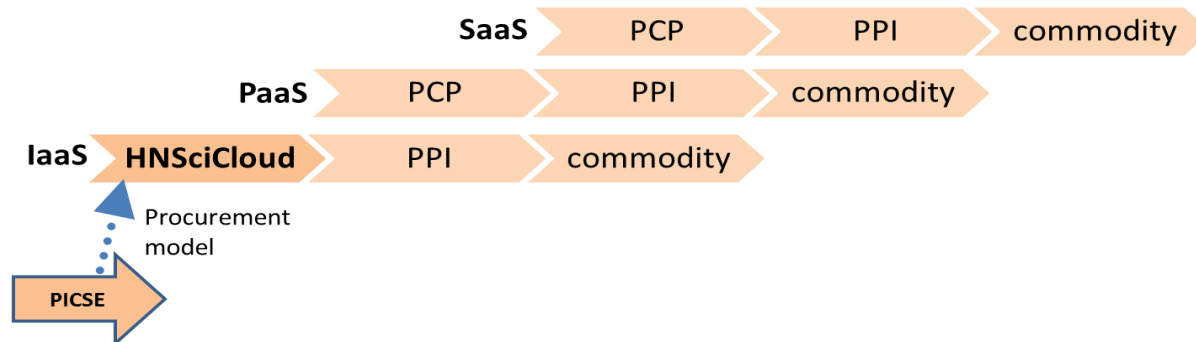 SaaS PCP PPI commodity
PaaS PCP PPI commodity
IaaS HNSciCloud PPI commodity
Procurement
model
PICSE